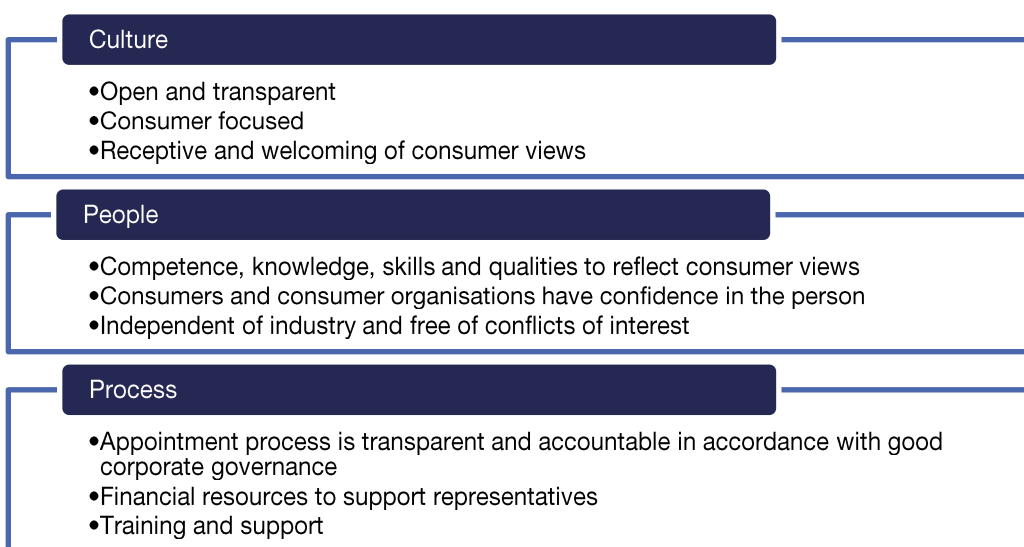 Culture
•Open and transparent
•Consumer focused
•Receptive and welcoming of consumer views
People
•Competence, knowledge, skills and qualities to reflect consumer views
•Consumers and consumer organisations have confidence in the person
•Independent of industry and free of conflicts of interest
Process
•Appointment process is transparent and accountable in accordance with good
corporate governance
•Financial resources to support representatives
•Training and support